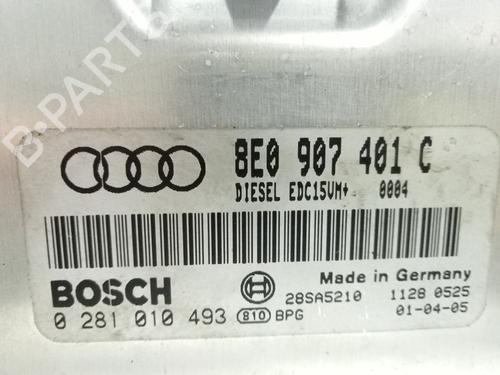 B-PARTS
8E0 907 401 C
DIESEL EDC15VM+ 0004
BOSCH
Made in Germany
28SA5210 1128 0525
0 281 010 493 810 BPG 01-04-05